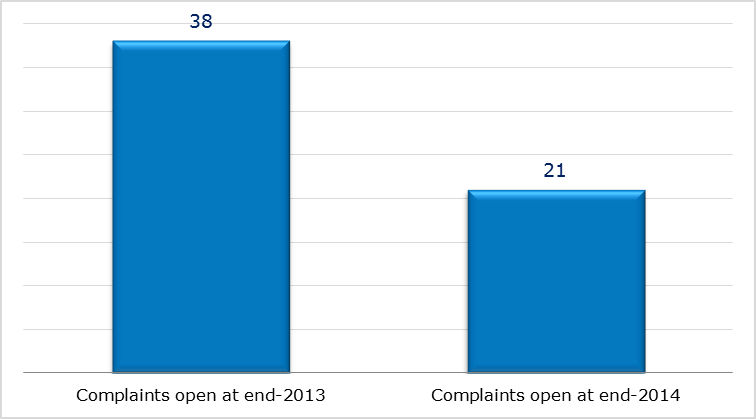 38
21
Complaints open at end-2013
Complaints open at end-2014